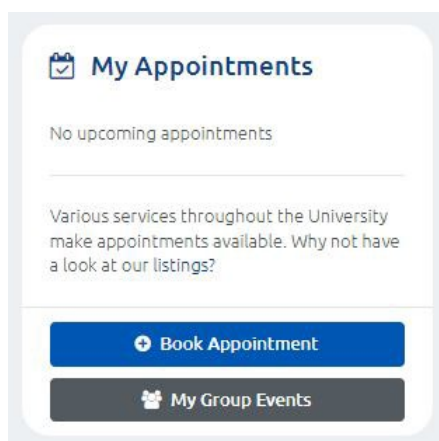 My Appointments
No upcoming appointments
Various services throughout the University
make appointments available. Why not have
a look at our listings?
Book Appointment
My Group Events